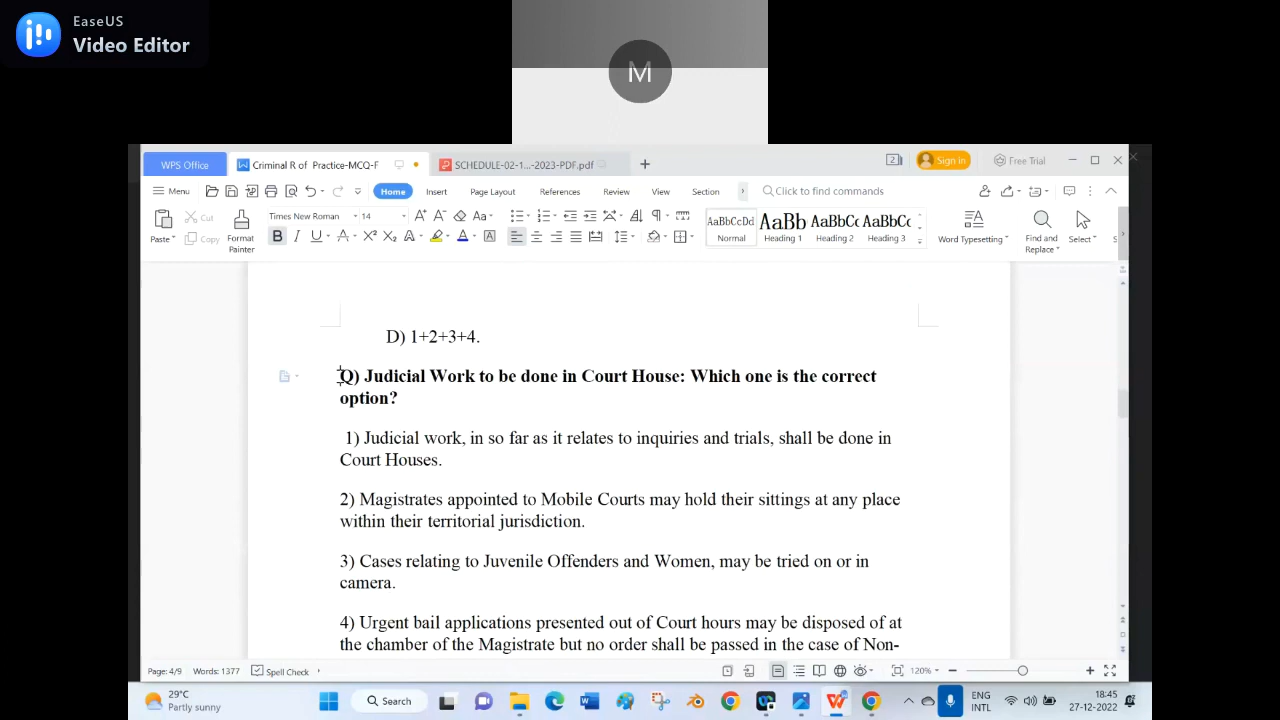 EaseUS
Video Editor
M
WPS Office
Criminal R of Practice-MCQ-F
SCHEDULE-02-1...-2023-PDF.pdf
2
Sign in
Free Trial
Menu
Home
Insert
Page Layout
References
Review
View
Section
Click to find commands
Paste
Cut
Copy
Format
Painter
Times New Roman
14
AaBbCcDd
Normal
AaBb
Heading 1
AaBbCc
Heading 2
AaBbCc
Heading 3
Word Typesetting
Find and
Replace
Select
D) 1+2+3+4.
Q) Judicial Work to be done in Court House: Which one is the correct
option?
1) Judicial work, in so far as it relates to inquiries and trials, shall be done in
Court Houses.
2) Magistrates appointed to Mobile Courts may hold their sittings at any place
within their territorial jurisdiction.
3) Cases relating to Juvenile Offenders and Women, may be tried on or in
camera.
4) Urgent bail applications presented out of Court hours may be disposed of at
the chamber of the Magistrate but no order shall be passed in the case of Non-
Page: 4/9
Words: 1377
Spell Check
120%
29°C
Partly sunny
Search
ENG
INTL
18:45
27-12-2022